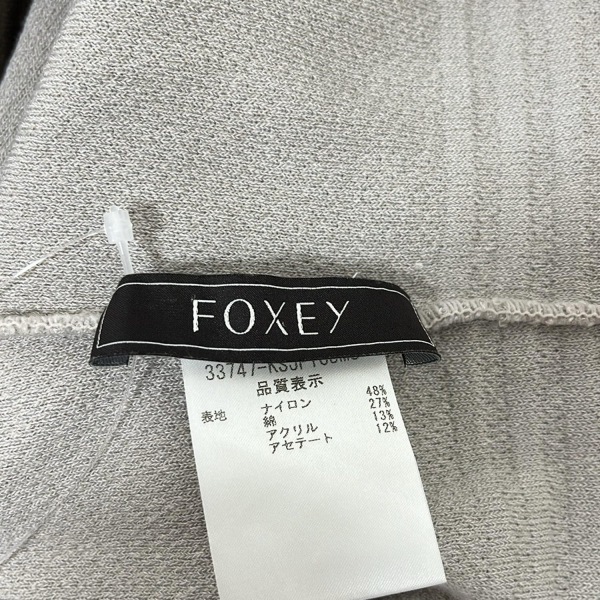 FOXEY
品質表示
表地 ナイロン 48%
綿 27%
アクリル 13%
アセテート 12%